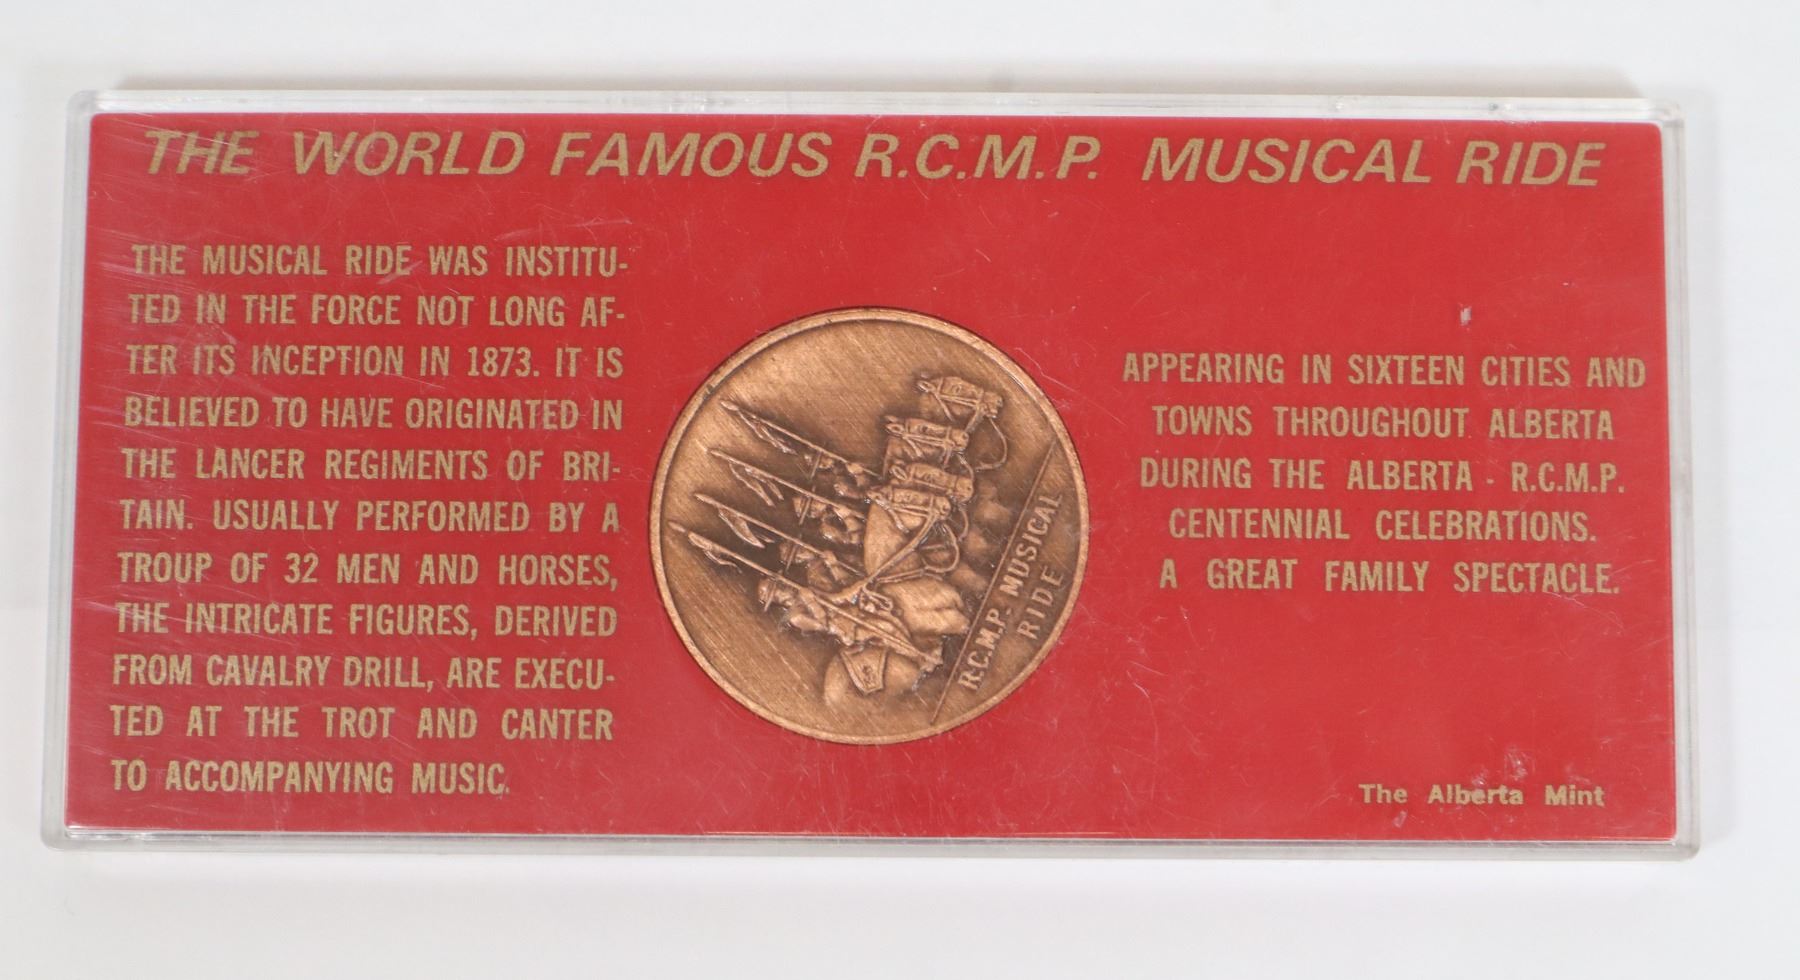 THE WORLD FAMOUS R.C.M.P. MUSICAL RIDE
THE MUSICAL RIDE WAS INSTITU-
TED IN THE FORCE NOT LONG AF-
TER ITS INCEPTION IN 1873. IT IS
BELIEVED TO HAVE ORIGINATED IN
THE LANCER REGIMENTS OF BRI-
TAIN. USUALLY PERFORMED BY A
TROUP OF 32 MEN AND HORSES,
THE INTRICATE FIGURES, DERIVED
FROM CAVALRY DRILL, ARE EXECU-
TED AT THE TROT AND CANTER
TO ACCOMPANYING MUSIC.
R.C.M.P. MUSICAL
RIDE
APPEARING IN SIXTEEN CITIES AND
TOWNS THROUGHOUT ALBERTA
DURING THE ALBERTA - R.C.M.P.
CENTENNIAL CELEBRATIONS.
A GREAT FAMILY SPECTACLE.
The Alberta Mint